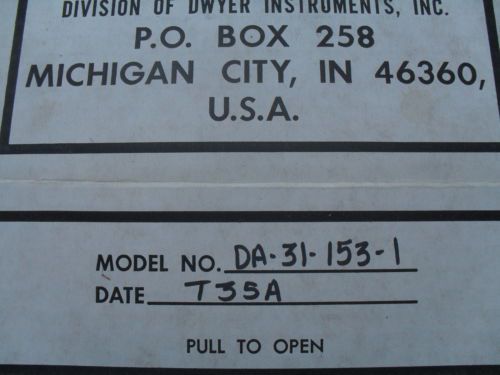 DIVISION OF DWYER INSTRUMENTS, INC.
P.O. BOX 258
MICHIGAN CITY, IN 46360,
U.S.A.
MODEL NO. DA-31-153-1
DATE T35A
PULL TO OPEN